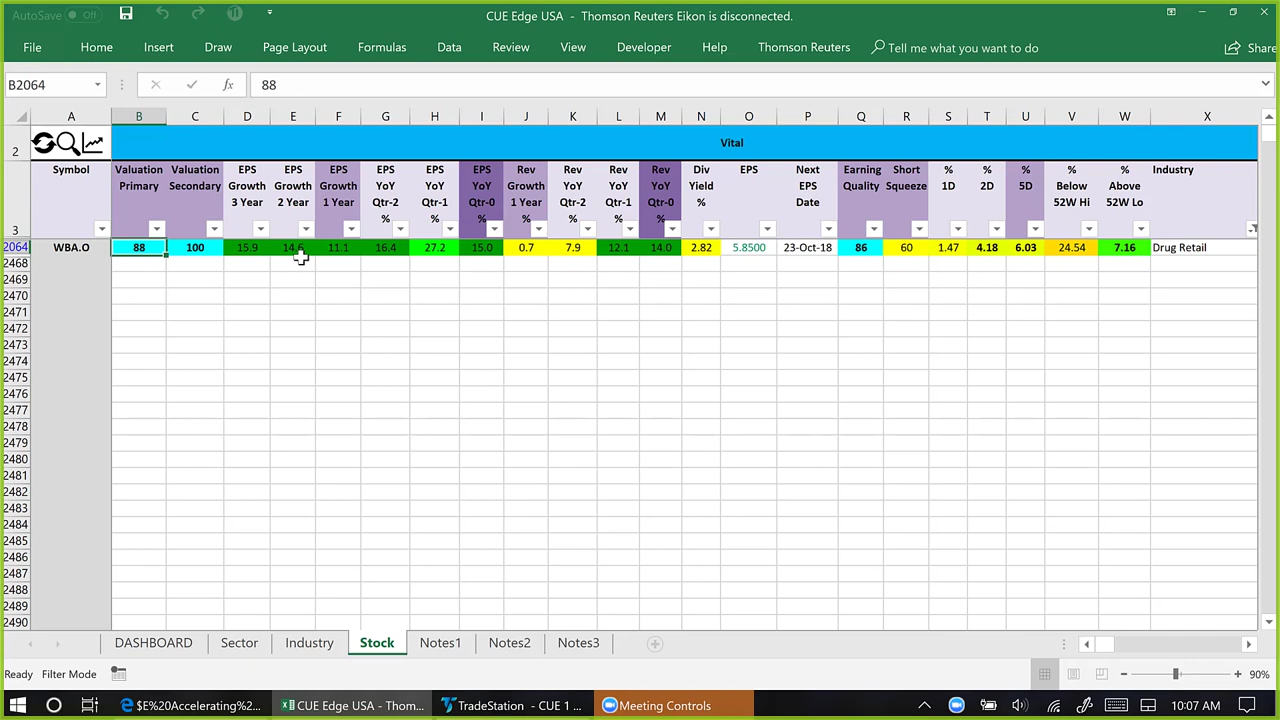 AutoSave Off CUE Edge USA - Thomson Reuters Eikon is disconnected.
File Home Insert Draw Page Layout Formulas Data Review View Developer Help Thomson Reuters Tell me what you want to do Share
B2064 fx 88
A B C D E F G H I J K L M N O P Q R S T U V W X
2 Vital
3 Symbol Valuation Primary Valuation Secondary EPS Growth 3 Year EPS Growth 2 Year EPS Growth 1 Year EPS YoY Qtr-2 % EPS YoY Qtr-1 % EPS YoY Qtr-0 % Rev Growth 1 Year % Rev YoY Qtr-2 % Rev YoY Qtr-1 % Rev YoY Qtr-0 % Div Yield % EPS Next EPS Date Earning Quality Short Squeeze % 1D % 2D % 5D % Below 52W Hi % Above 52W Lo Industry
2064 WBA.O 88 100 15.9 14.6 11.1 16.4 27.2 15.0 0.7 7.9 12.1 14.0 2.82 5.8500 23-Oct-18 86 60 1.47 4.18 6.03 24.54 7.16 Drug Retail
2468
2469
2470
2471
2472
2473
2474
2475
2476
2477
2478
2479
2480
2481
2482
2483
2484
2485
2486
2487
2488
2489
2490
DASHBOARD Sector Industry Stock Notes1 Notes2 Notes3
Ready Filter Mode 90%
$E%20Accelerating%2... CUE Edge USA - Thom... TradeStation - CUE 1 ... Meeting Controls 10:07 AM